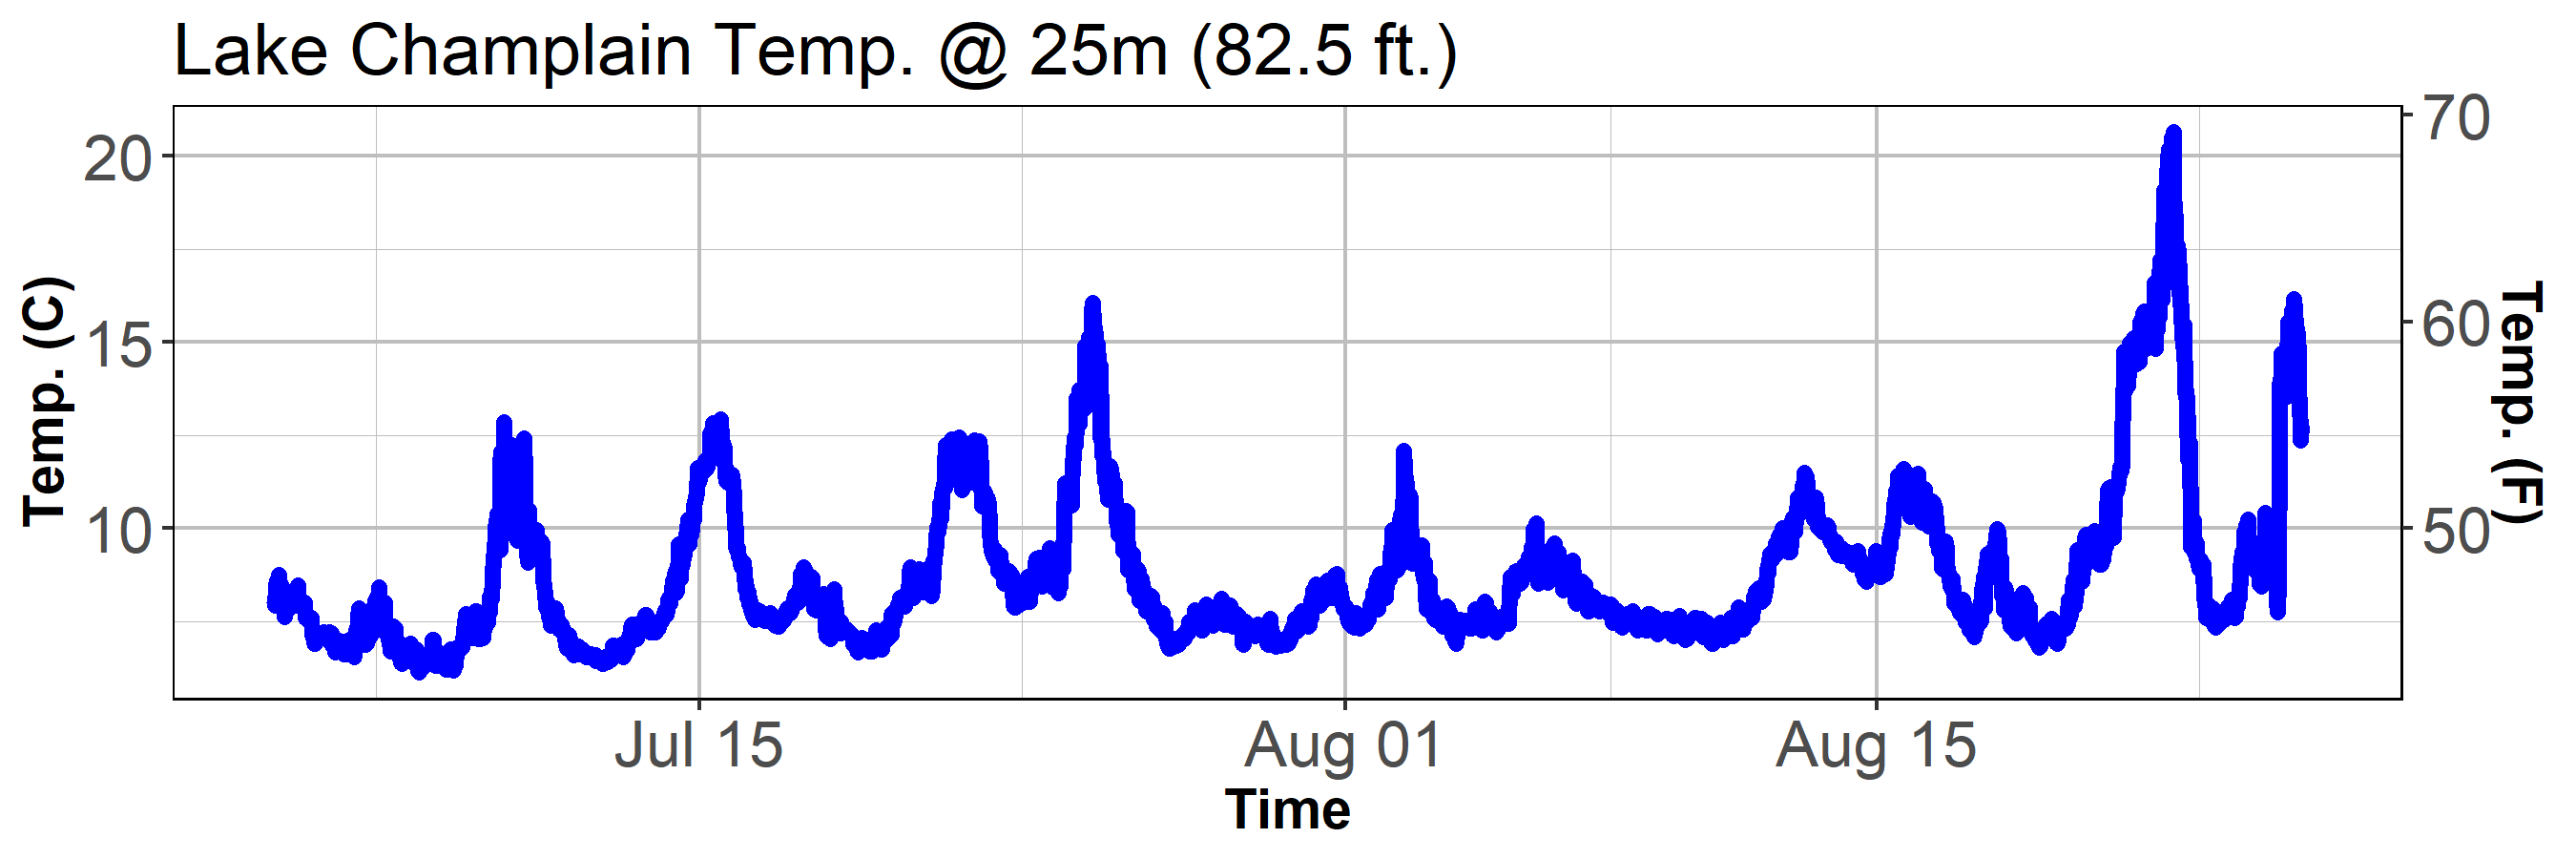 Lake Champlain Temp. @ 25m (82.5 ft.)
Temp. (C)
20
15
10
70
60
50
Temp. (F)
Jul 15
Aug 01
Aug 15
Time